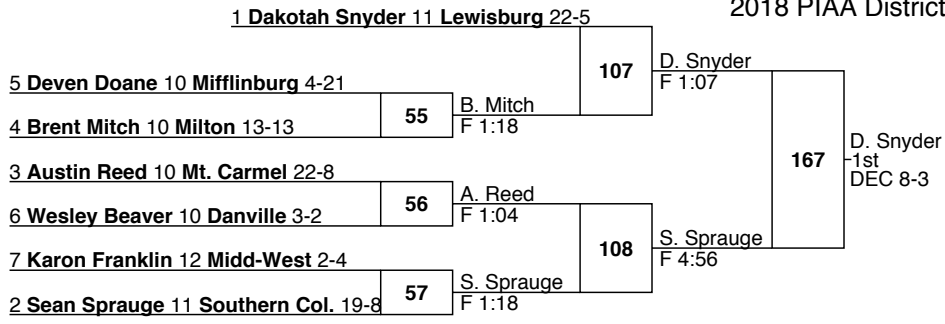 2018 PIAA District
1 Dakotah Snyder 11 Lewisburg 22-5
107
D. Snyder
F 1:07
5 Deven Doane 10 Mifflinburg 4-21
55
B. Mitch
F 1:18
4 Brent Mitch 10 Milton 13-13
167
D. Snyder
1st
DEC 8-3
3 Austin Reed 10 Mt. Carmel 22-8
56
A. Reed
F 1:04
6 Wesley Beaver 10 Danville 3-2
108
S. Sprauge
F 4:56
7 Karon Franklin 12 Midd-West 2-4
57
S. Sprauge
F 1:18
2 Sean Sprauge 11 Southern Col. 19-8